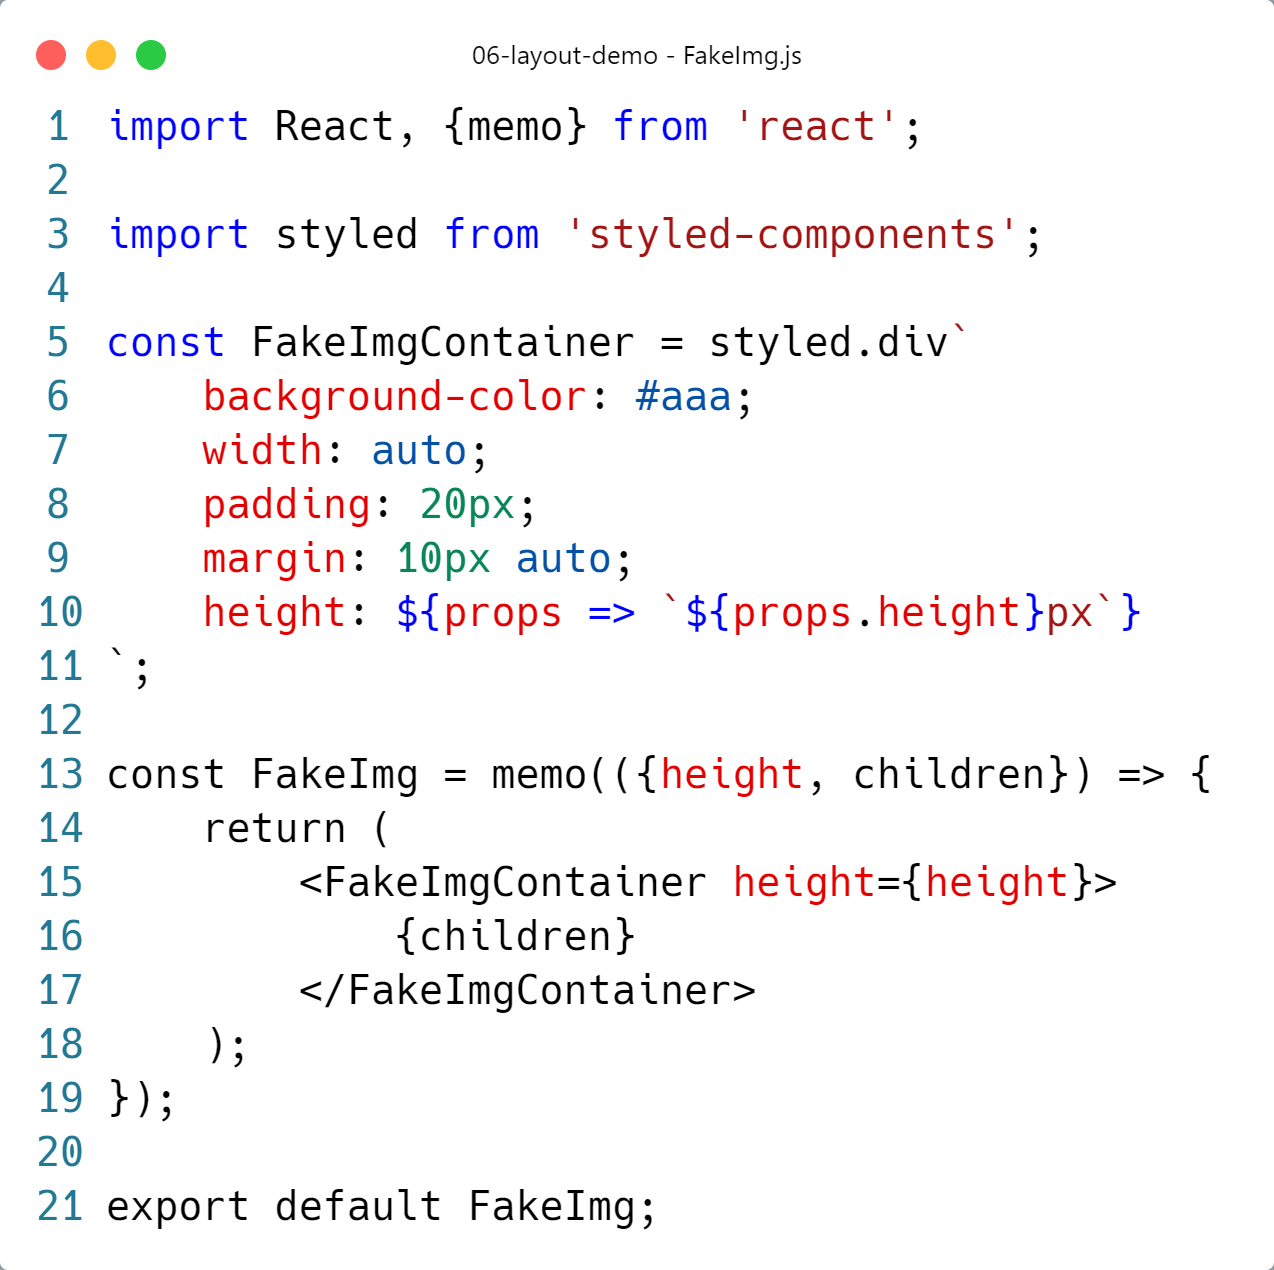 06-layout-demo - FakeImg.js
1 import React, {memo} from 'react';
2
3 import styled from 'styled-components';
4
5 const FakeImgContainer = styled.div`
6     background-color: #aaa;
7     width: auto;
8     padding: 20px;
9     margin: 10px auto;
10     height: ${props => `${props.height}px`}
11 `;
12
13 const FakeImg = memo(({height, children}) => {
14     return (
15         <FakeImgContainer height={height}>
16             {children}
17         </FakeImgContainer>
18     );
19 });
20
21 export default FakeImg;